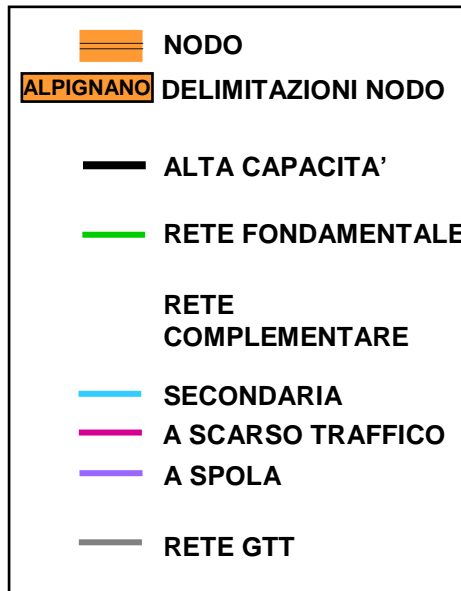 NODO
ALPIGNANO DELIMITAZIONI NODO
ALTA CAPACITA’
RETE FONDAMENTALE
RETE
COMPLEMENTARE
SECONDARIA
A SCARSO TRAFFICO
A SPOLA
RETE GTT